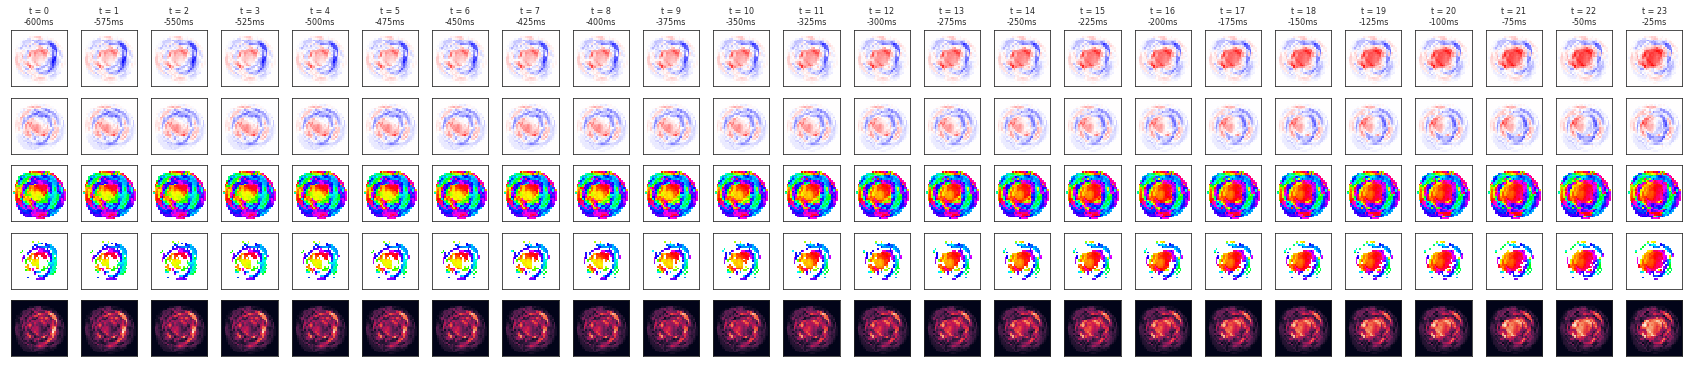 t = 0 t = 1 t = 2 t = 3 t = 4 t = 5 t = 6 t = 7 t = 8 t = 9 t = 10 t = 11 t = 12 t = 13 t = 14 t = 15 t = 16 t = 17 t = 18 t = 19 t = 20 t = 21 t = 22 t = 23
-600ms -575ms -550ms -525ms -500ms -475ms -450ms -425ms -400ms -375ms -350ms -325ms -300ms -275ms -250ms -225ms -200ms -175ms -150ms -125ms -100ms -75ms -50ms -25ms